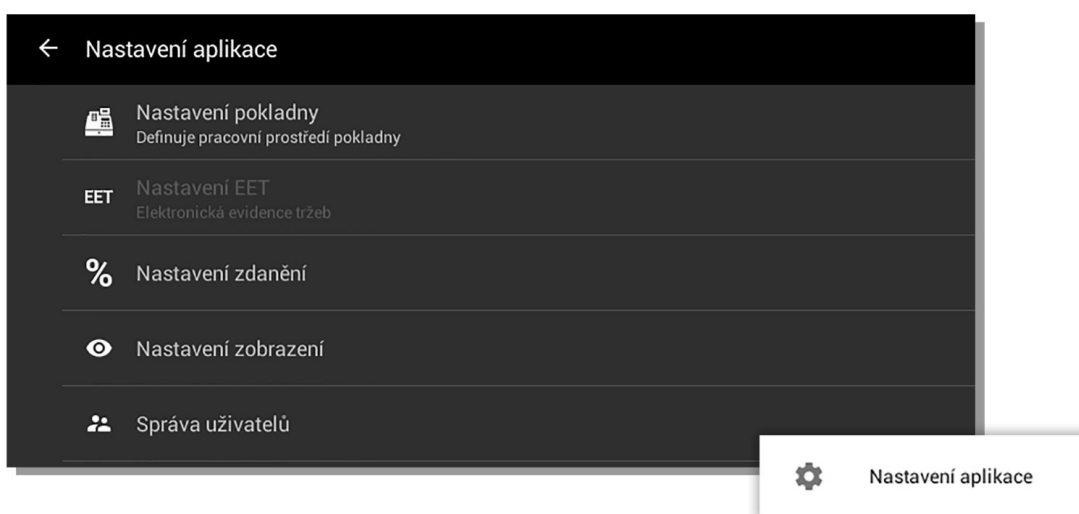 Nastavení aplikace
Nastavení pokladny
Definuje pracovní prostředí pokladny
EET
Nastavení EET
Elektronická evidence tržeb
% Nastavení zdanění
Nastavení zobrazení
Správa uživatelů
Nastavení aplikace